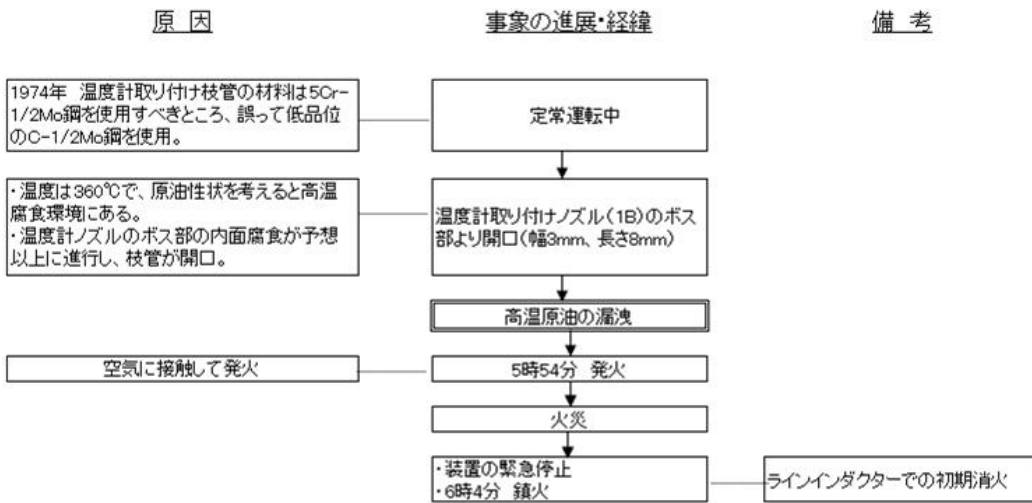 原 因
事象の進展・経緯
備 考
1974年 温度計取り付け枝管の材料は5Cr-
1/2Mo鋼を使用すべきところ、誤って低品位
のC-1/2Mo鋼を使用。
定常運転中
・温度は360℃で、原油性状を考えると高温
腐食環境にある。
・温度計ノズルのボス部の内面腐食が予想
以上に進行し、枝管が開口。
温度計取り付けノズル(1B)のボス
部より開口(幅3mm、長さ8mm)
高温原油の漏洩
空気に接触して発火
5時54分 発火
火災
・装置の緊急停止
・6時4分 鎮火
ラインインダクターでの初期消火